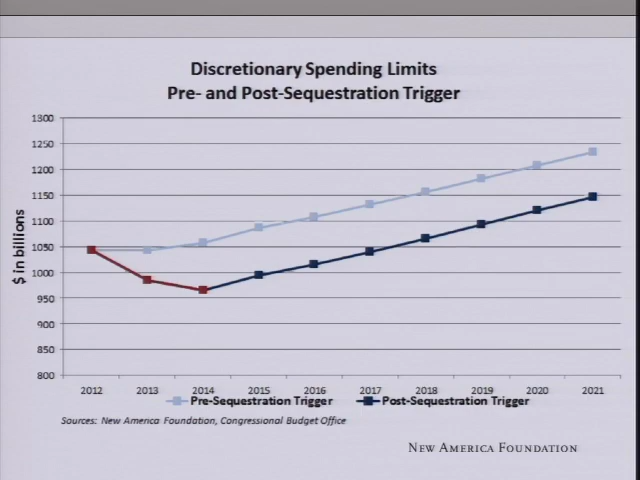 Discretionary Spending Limits
Pre- and Post-Sequestration Trigger
$ in billions
1300
1250
1200
1150
1100
1050
1000
950
900
850
800
2012 2013 2014 2015 2016 2017 2018 2019 2020 2021
Pre-Sequestration Trigger Post-Sequestration Trigger
Sources: New America Foundation, Congressional Budget Office
NEW AMERICA FOUNDATION